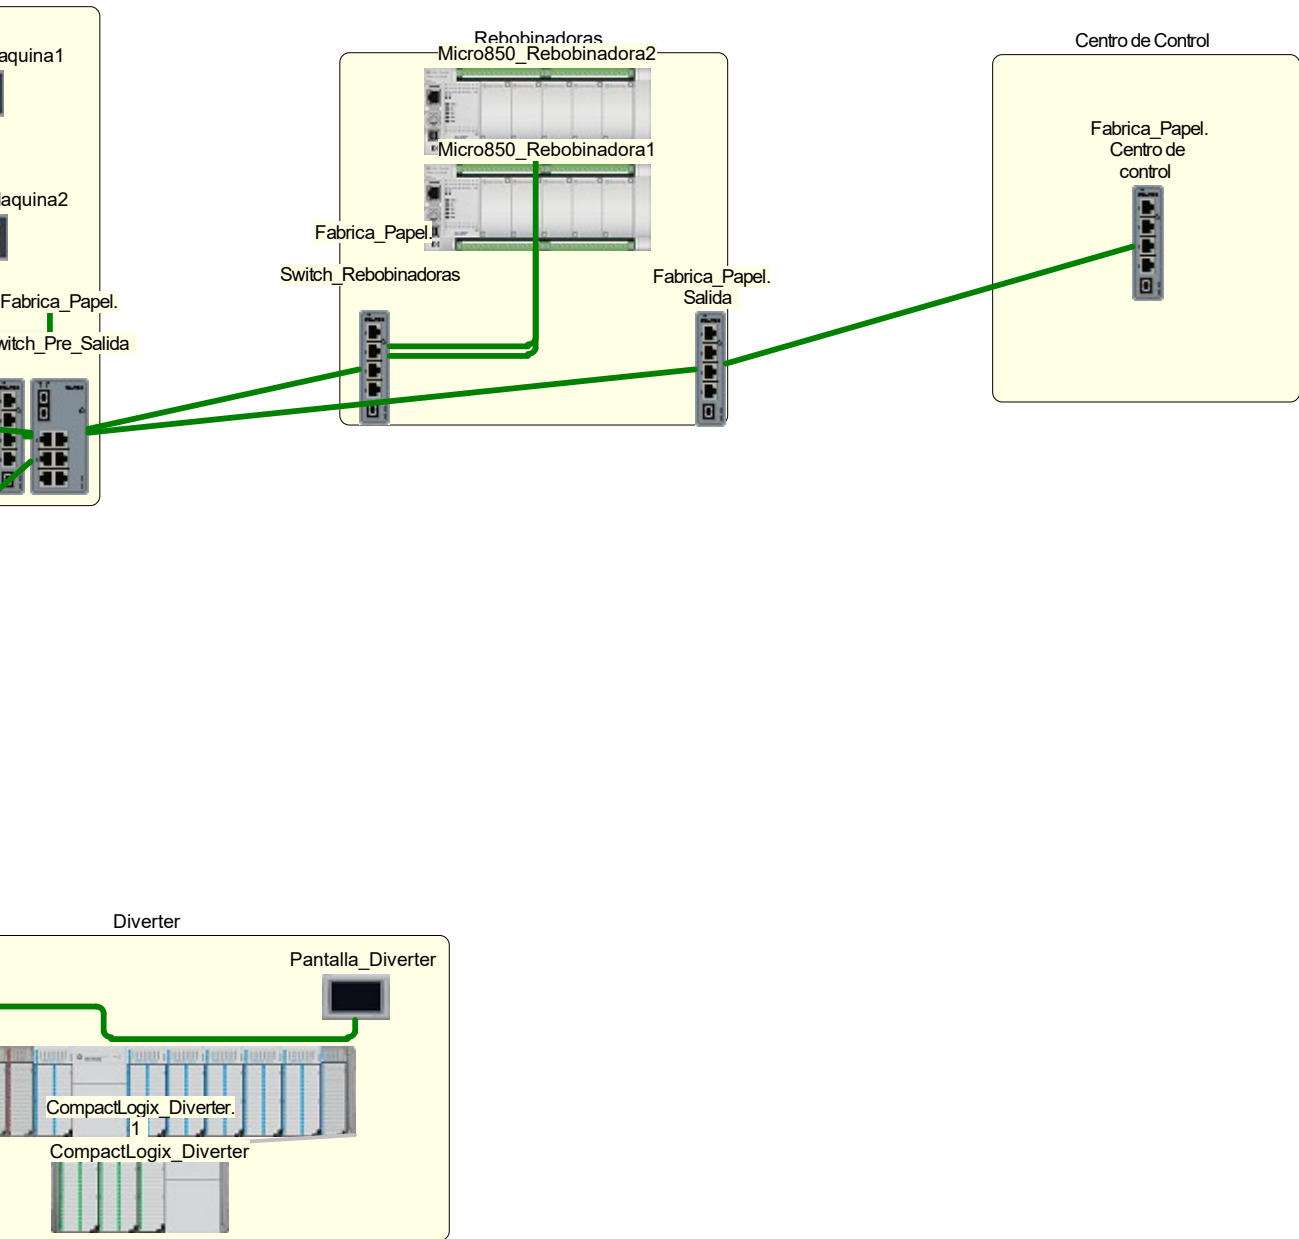 aquina1
aquina2
Fabrica_Papel.
witch_Pre_Salida
Rebobinadoras
Micro850_Rebobinadora2
Micro850_Rebobinadora1
Fabrica_Papel.
Switch_Rebobinadoras
Fabrica_Papel.
Salida
Centro de Control
Fabrica_Papel.
Centro de
control
Diverter
Pantalla_Diverter
CompactLogix_Diverter.
1
CompactLogix_Diverter